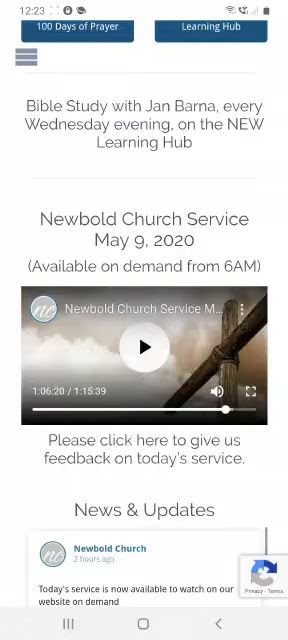 12:23
100 Days of Prayer
Learning Hub
Bible Study with Jan Barna, every
Wednesday evening, on the NEW
Learning Hub
Newbold Church Service
May 9, 2020
(Available on demand from 6AM)
nc
Newbold Church Service M...
1:06:20 / 1:15:39
Please click here to give us
feedback on today's service.
News & Updates
nc
Newbold Church
2 hours ago
Today's service is now available to watch on our
website on demand
Privacy - Terms